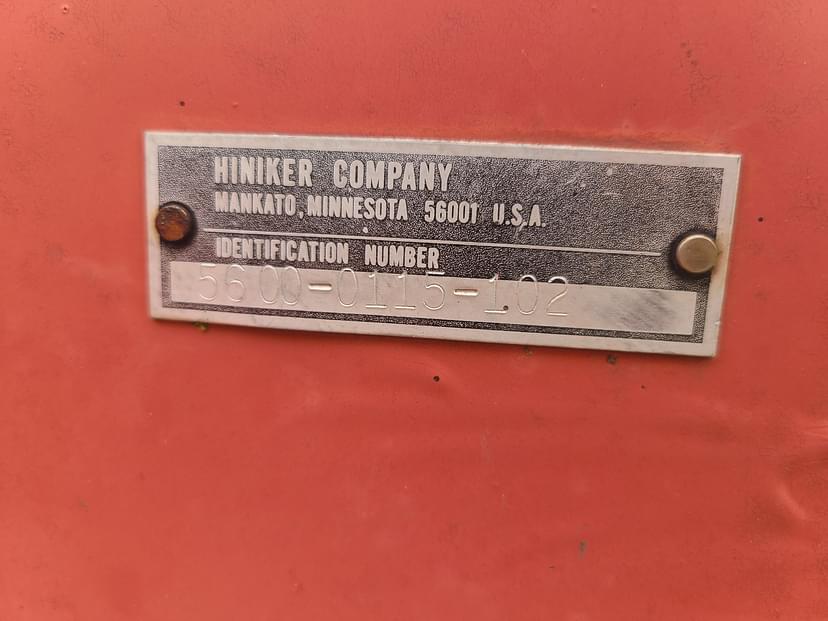 HINIKER COMPANY
MANKATO, MINNESOTA 56001 U.S.A.
IDENTIFICATION NUMBER
5600-0115-102